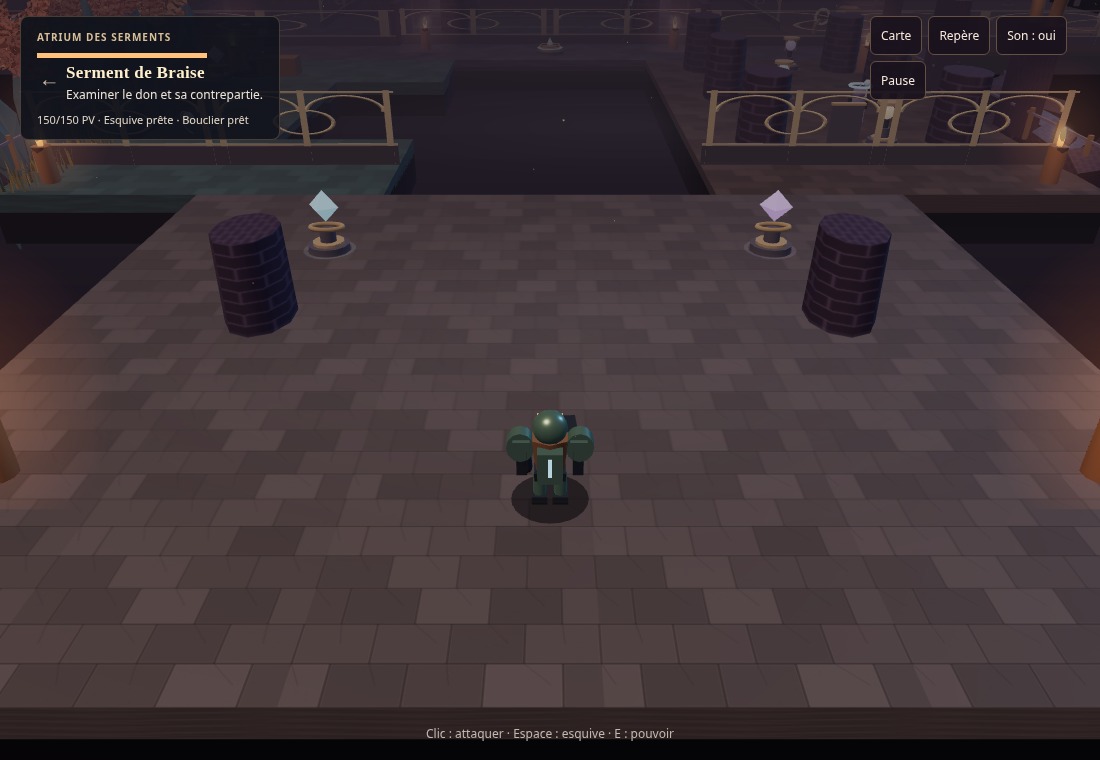 ATRIUM DES SERMENTS
← Serment de Braise
Examiner le don et sa contrepartie.
150/150 PV · Esquive prête · Bouclier prêt
Carte
Repère
Son : oui
Pause
Clic : attaquer · Espace : esquive · E : pouvoir